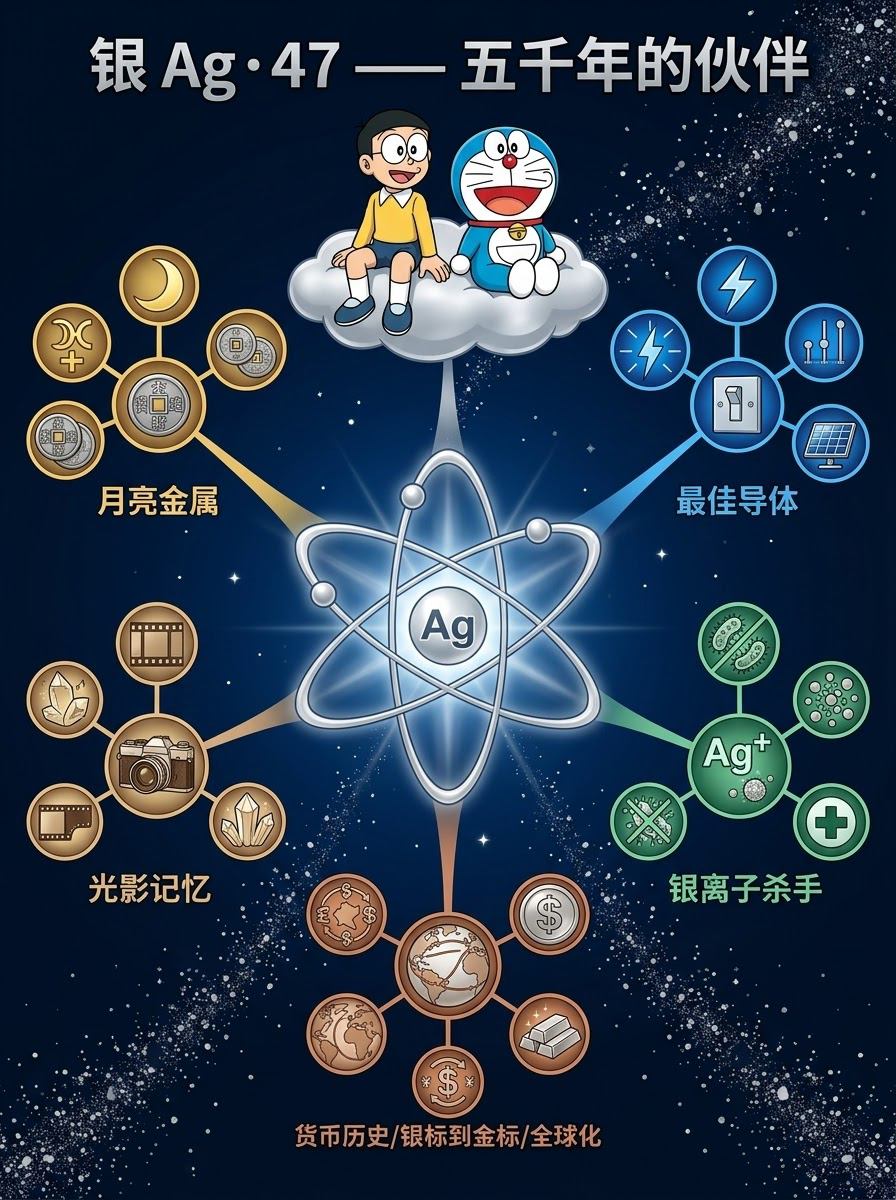 银 Ag·47 —— 五千年的伙伴
月亮金属
最佳导体
Ag
Ag⁺
光影记忆
银离子杀手
$
$
货币历史/银标到金标/全球化